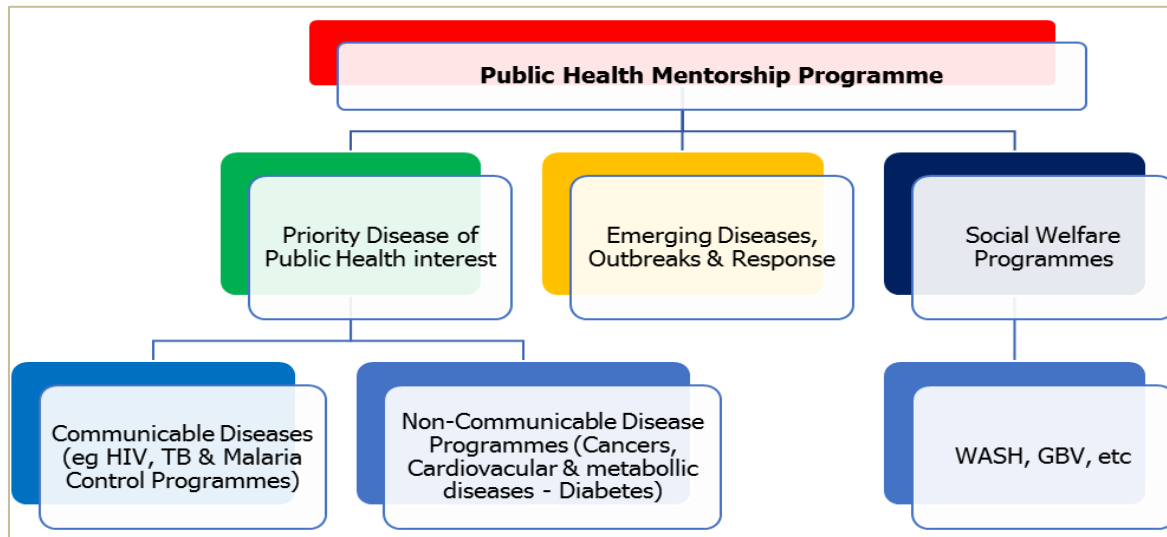 Public Health Mentorship Programme
Priority Disease of
Public Health interest
Emerging Diseases,
Outbreaks & Response
Social Welfare
Programmes
Communicable Diseases
(eg HIV, TB & Malaria
Control Programmes)
Non-Communicable Disease
Programmes (Cancers,
Cardiovacular & metabollic
diseases - Diabetes)
WASH, GBV, etc